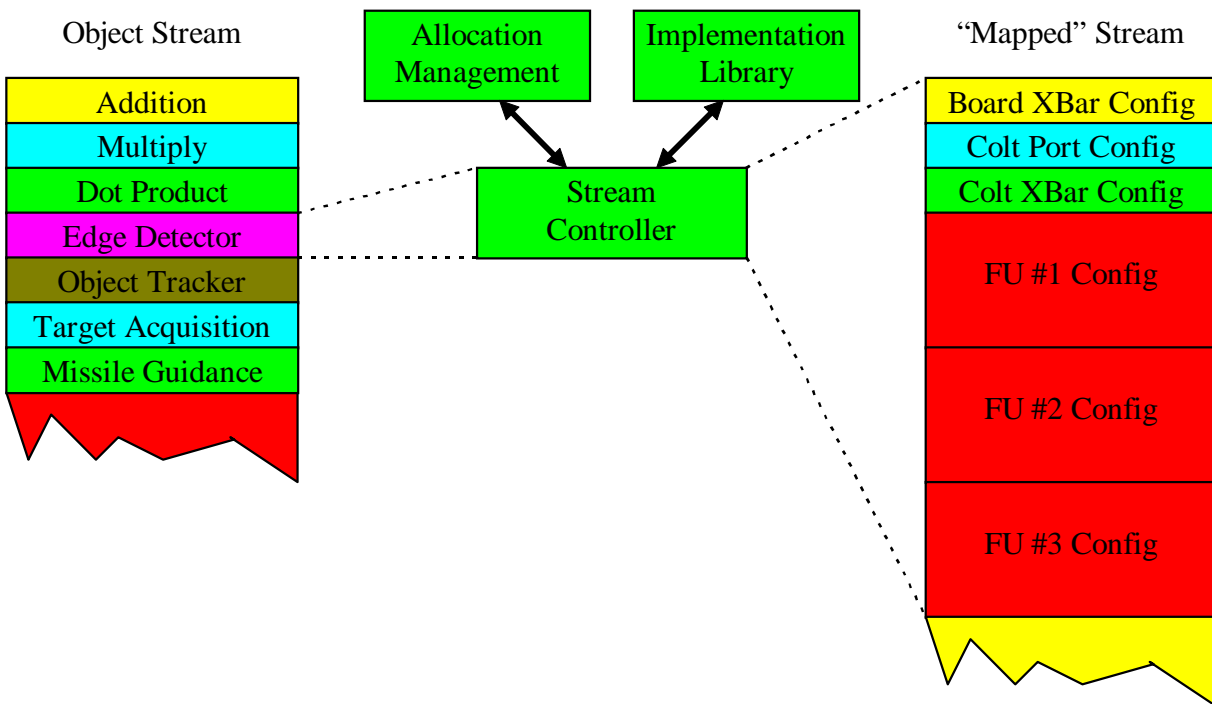 Object Stream
Addition
Multiply
Dot Product
Edge Detector
Object Tracker
Target Acquisition
Missile Guidance
Allocation
Management
Implementation
Library
Stream
Controller
“Mapped” Stream
Board XBar Config
Colt Port Config
Colt XBar Config
FU #1 Config
FU #2 Config
FU #3 Config